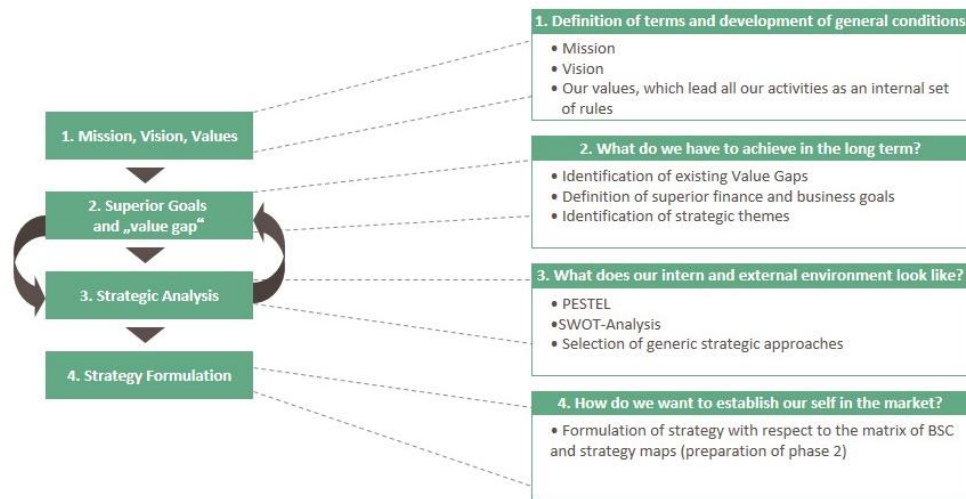 1. Mission, Vision, Values
2. Superior Goals
and „value gap“
3. Strategic Analysis
4. Strategy Formulation
1. Definition of terms and development of general conditions
• Mission
• Vision
• Our values, which lead all our activities as an internal set
of rules
2. What do we have to achieve in the long term?
• Identification of existing Value Gaps
• Definition of superior finance and business goals
• Identification of strategic themes
3. What does our intern and external environment look like?
• PESTEL
•SWOT-Analysis
• Selection of generic strategic approaches
4. How do we want to establish our self in the market?
• Formulation of strategy with respect to the matrix of BSC
and strategy maps (preparation of phase 2)